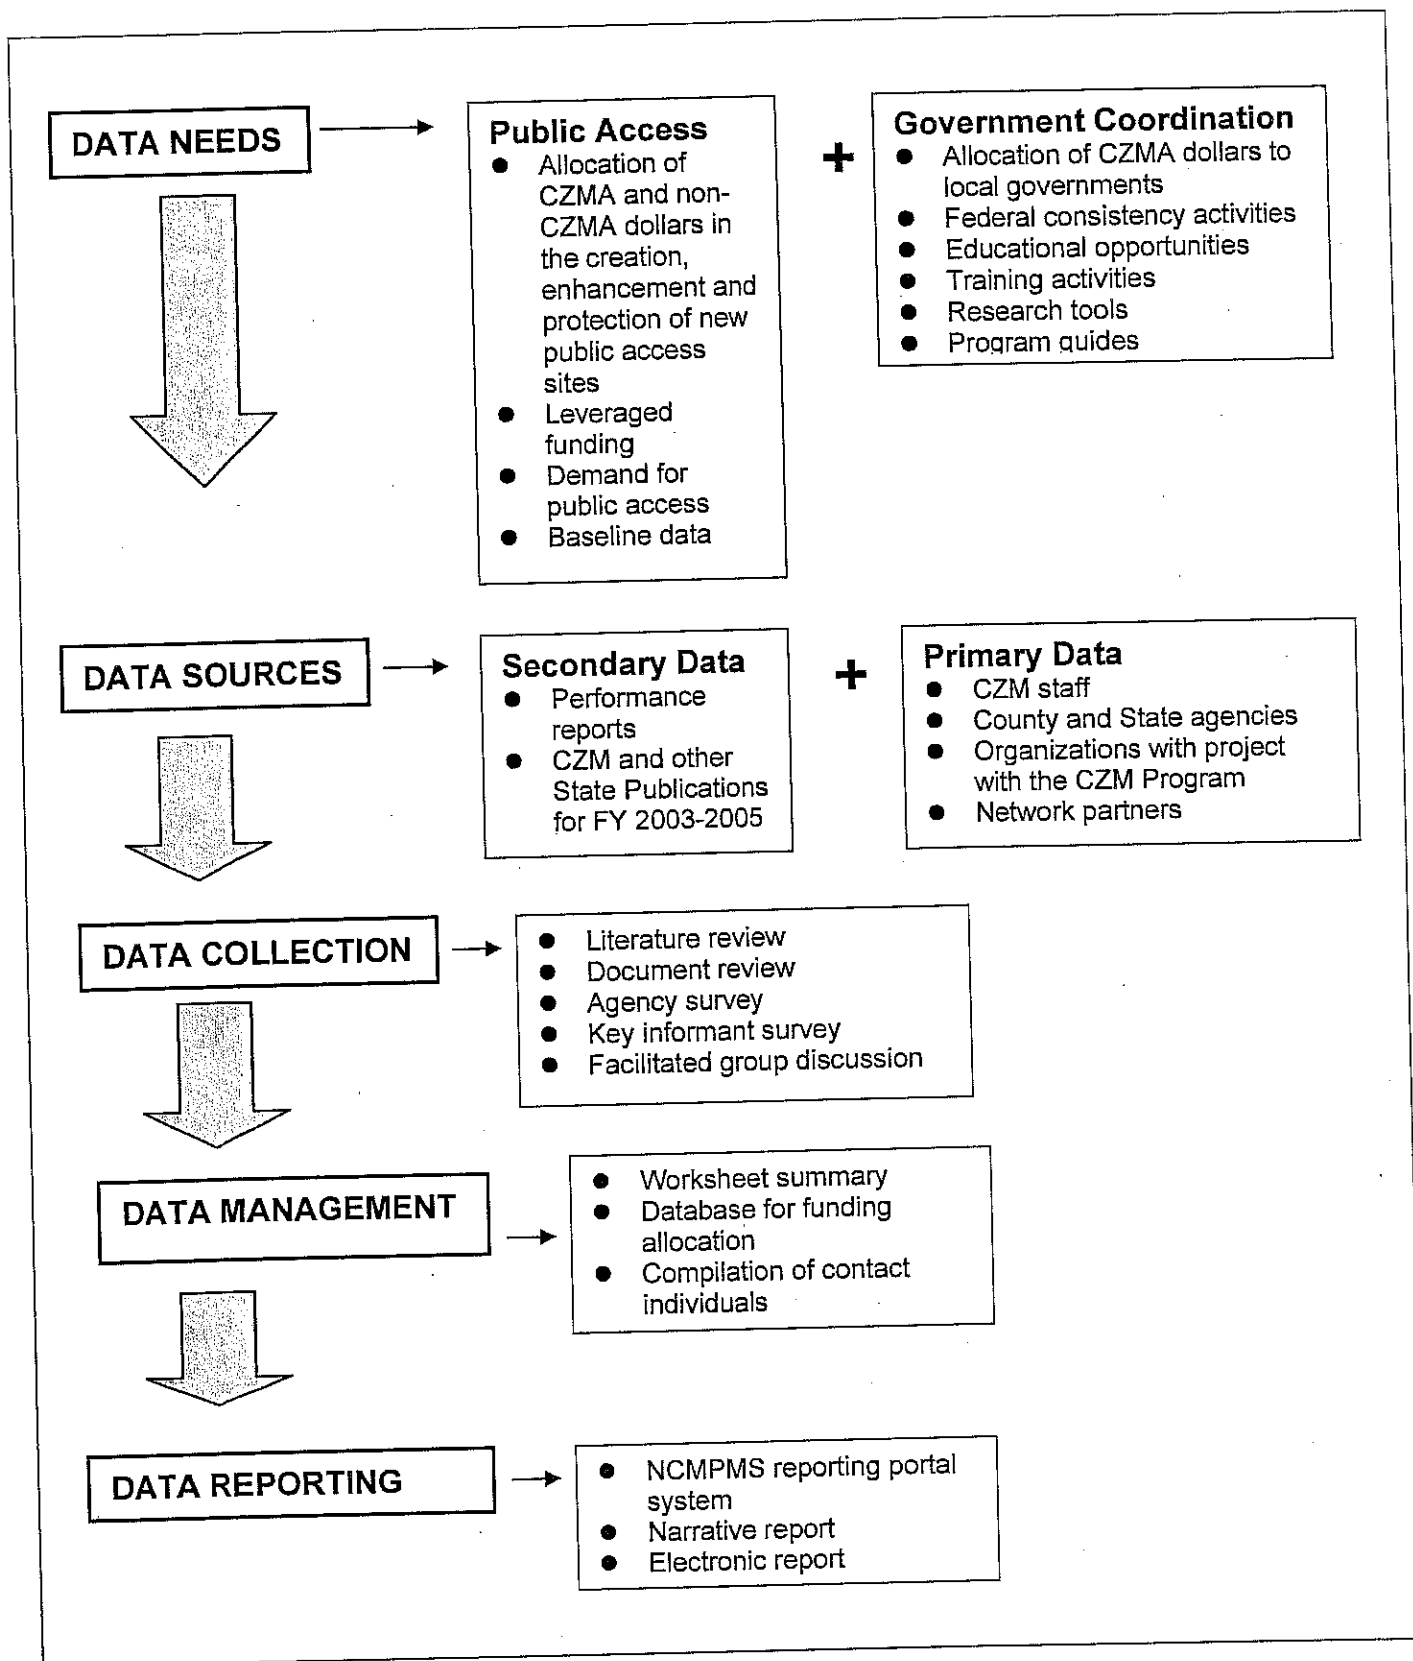 DATA NEEDS
Public Access
● Allocation of
CZMA and non-
CZMA dollars in
the creation,
enhancement and
protection of new
public access
sites
● Leveraged
funding
● Demand for
public access
● Baseline data
+
Government Coordination
● Allocation of CZMA dollars to
local governments
● Federal consistency activities
● Educational opportunities
● Training activities
● Research tools
● Program guides
DATA SOURCES
Secondary Data
● Performance
reports
● CZM and other
State Publications
for FY 2003-2005
+
Primary Data
● CZM staff
● County and State agencies
● Organizations with project
with the CZM Program
● Network partners
DATA COLLECTION
● Literature review
● Document review
● Agency survey
● Key informant survey
● Facilitated group discussion
DATA MANAGEMENT
● Worksheet summary
● Database for funding
allocation
● Compilation of contact
individuals
DATA REPORTING
● NCMPMS reporting portal
system
● Narrative report
● Electronic report